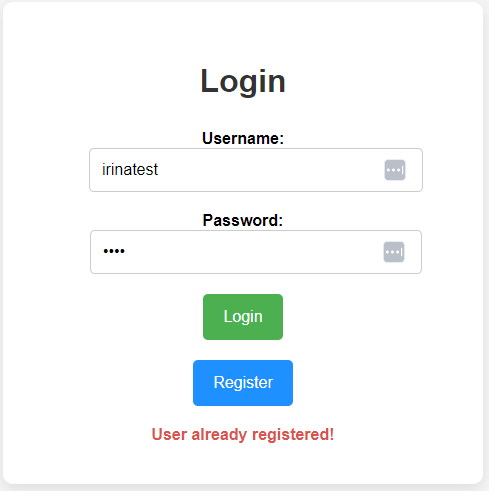 Login
Username:
irinatest
Password:
••••
Login
Register
User already registered!